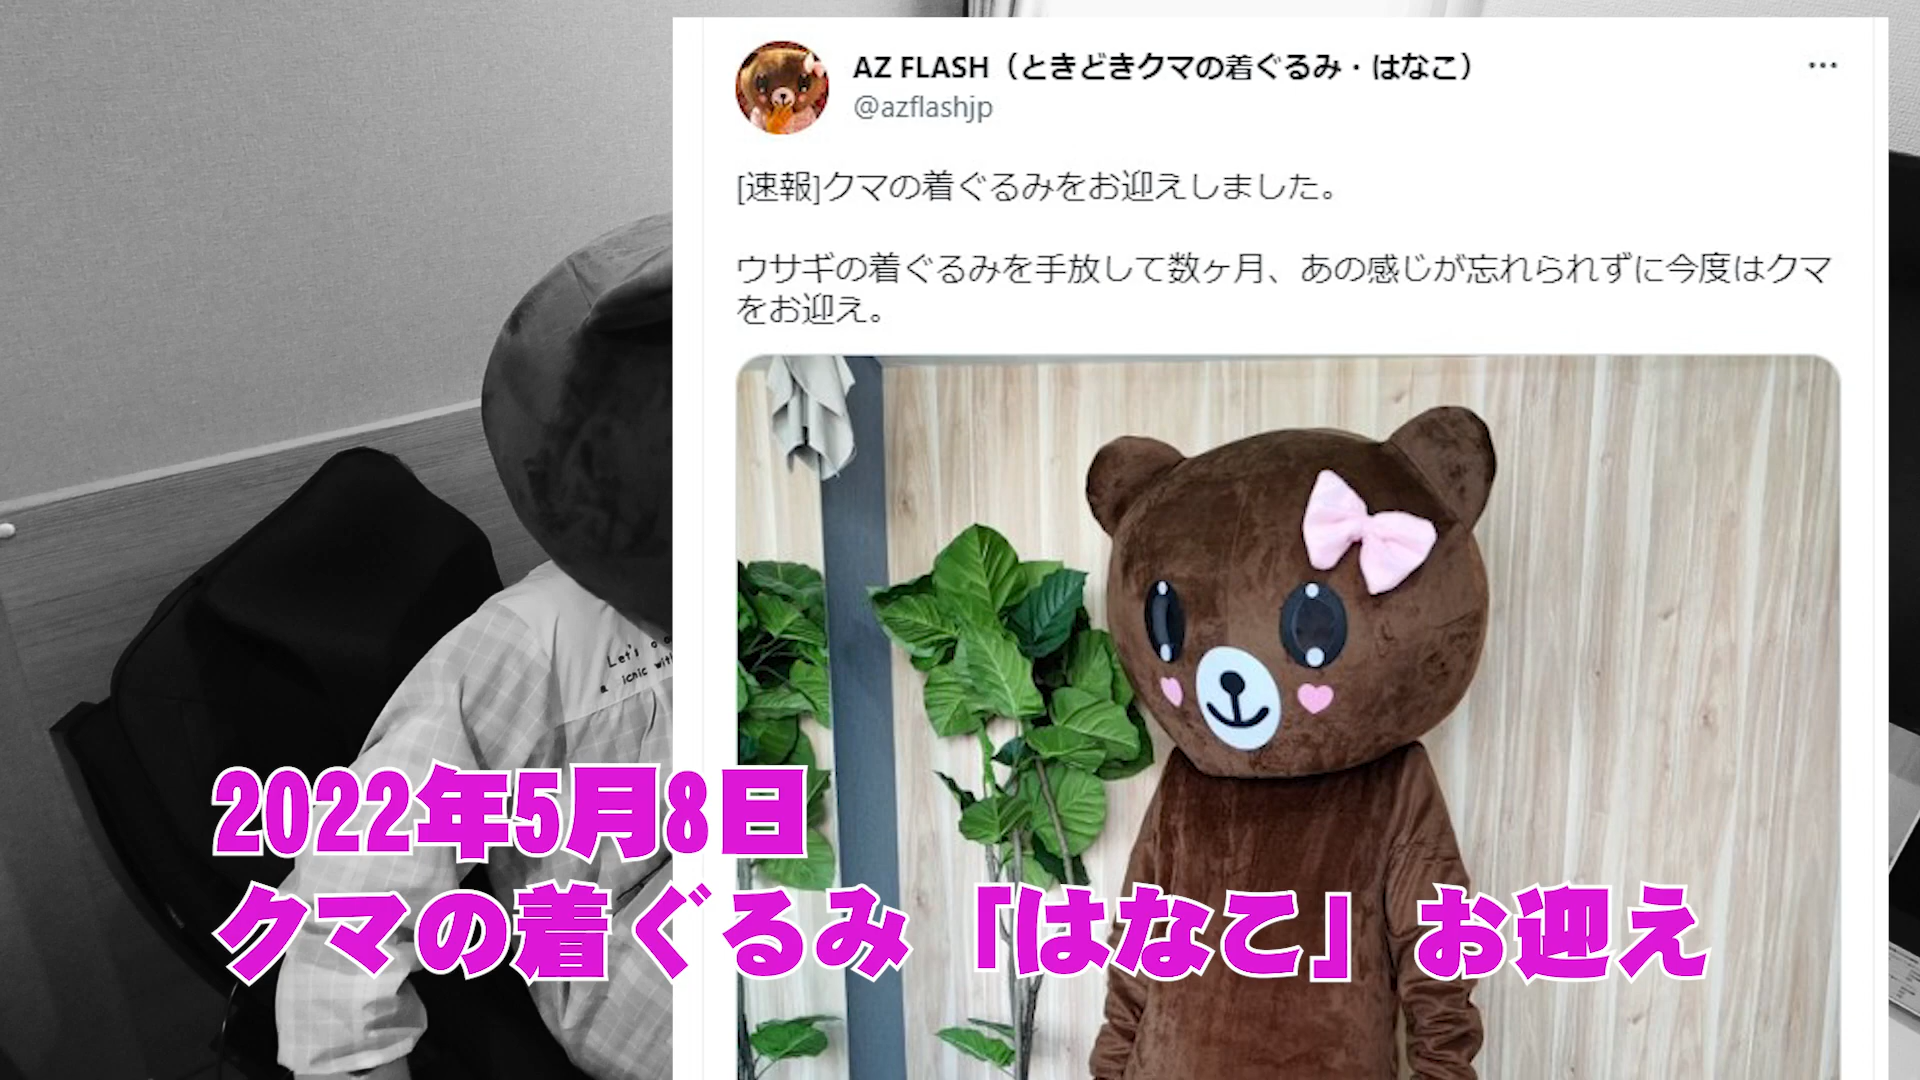 AZ FLASH（ときどきクマの着ぐるみ・はなこ）
@azflashjp
[速報]クマの着ぐるみをお迎えしました。
ウサギの着ぐるみを手放して数ヶ月、あの感じが忘れられずに今度はクマ
をお迎え。
Let's
a icnic with
2022年5月8日
クマの着ぐるみ「はなこ」お迎え